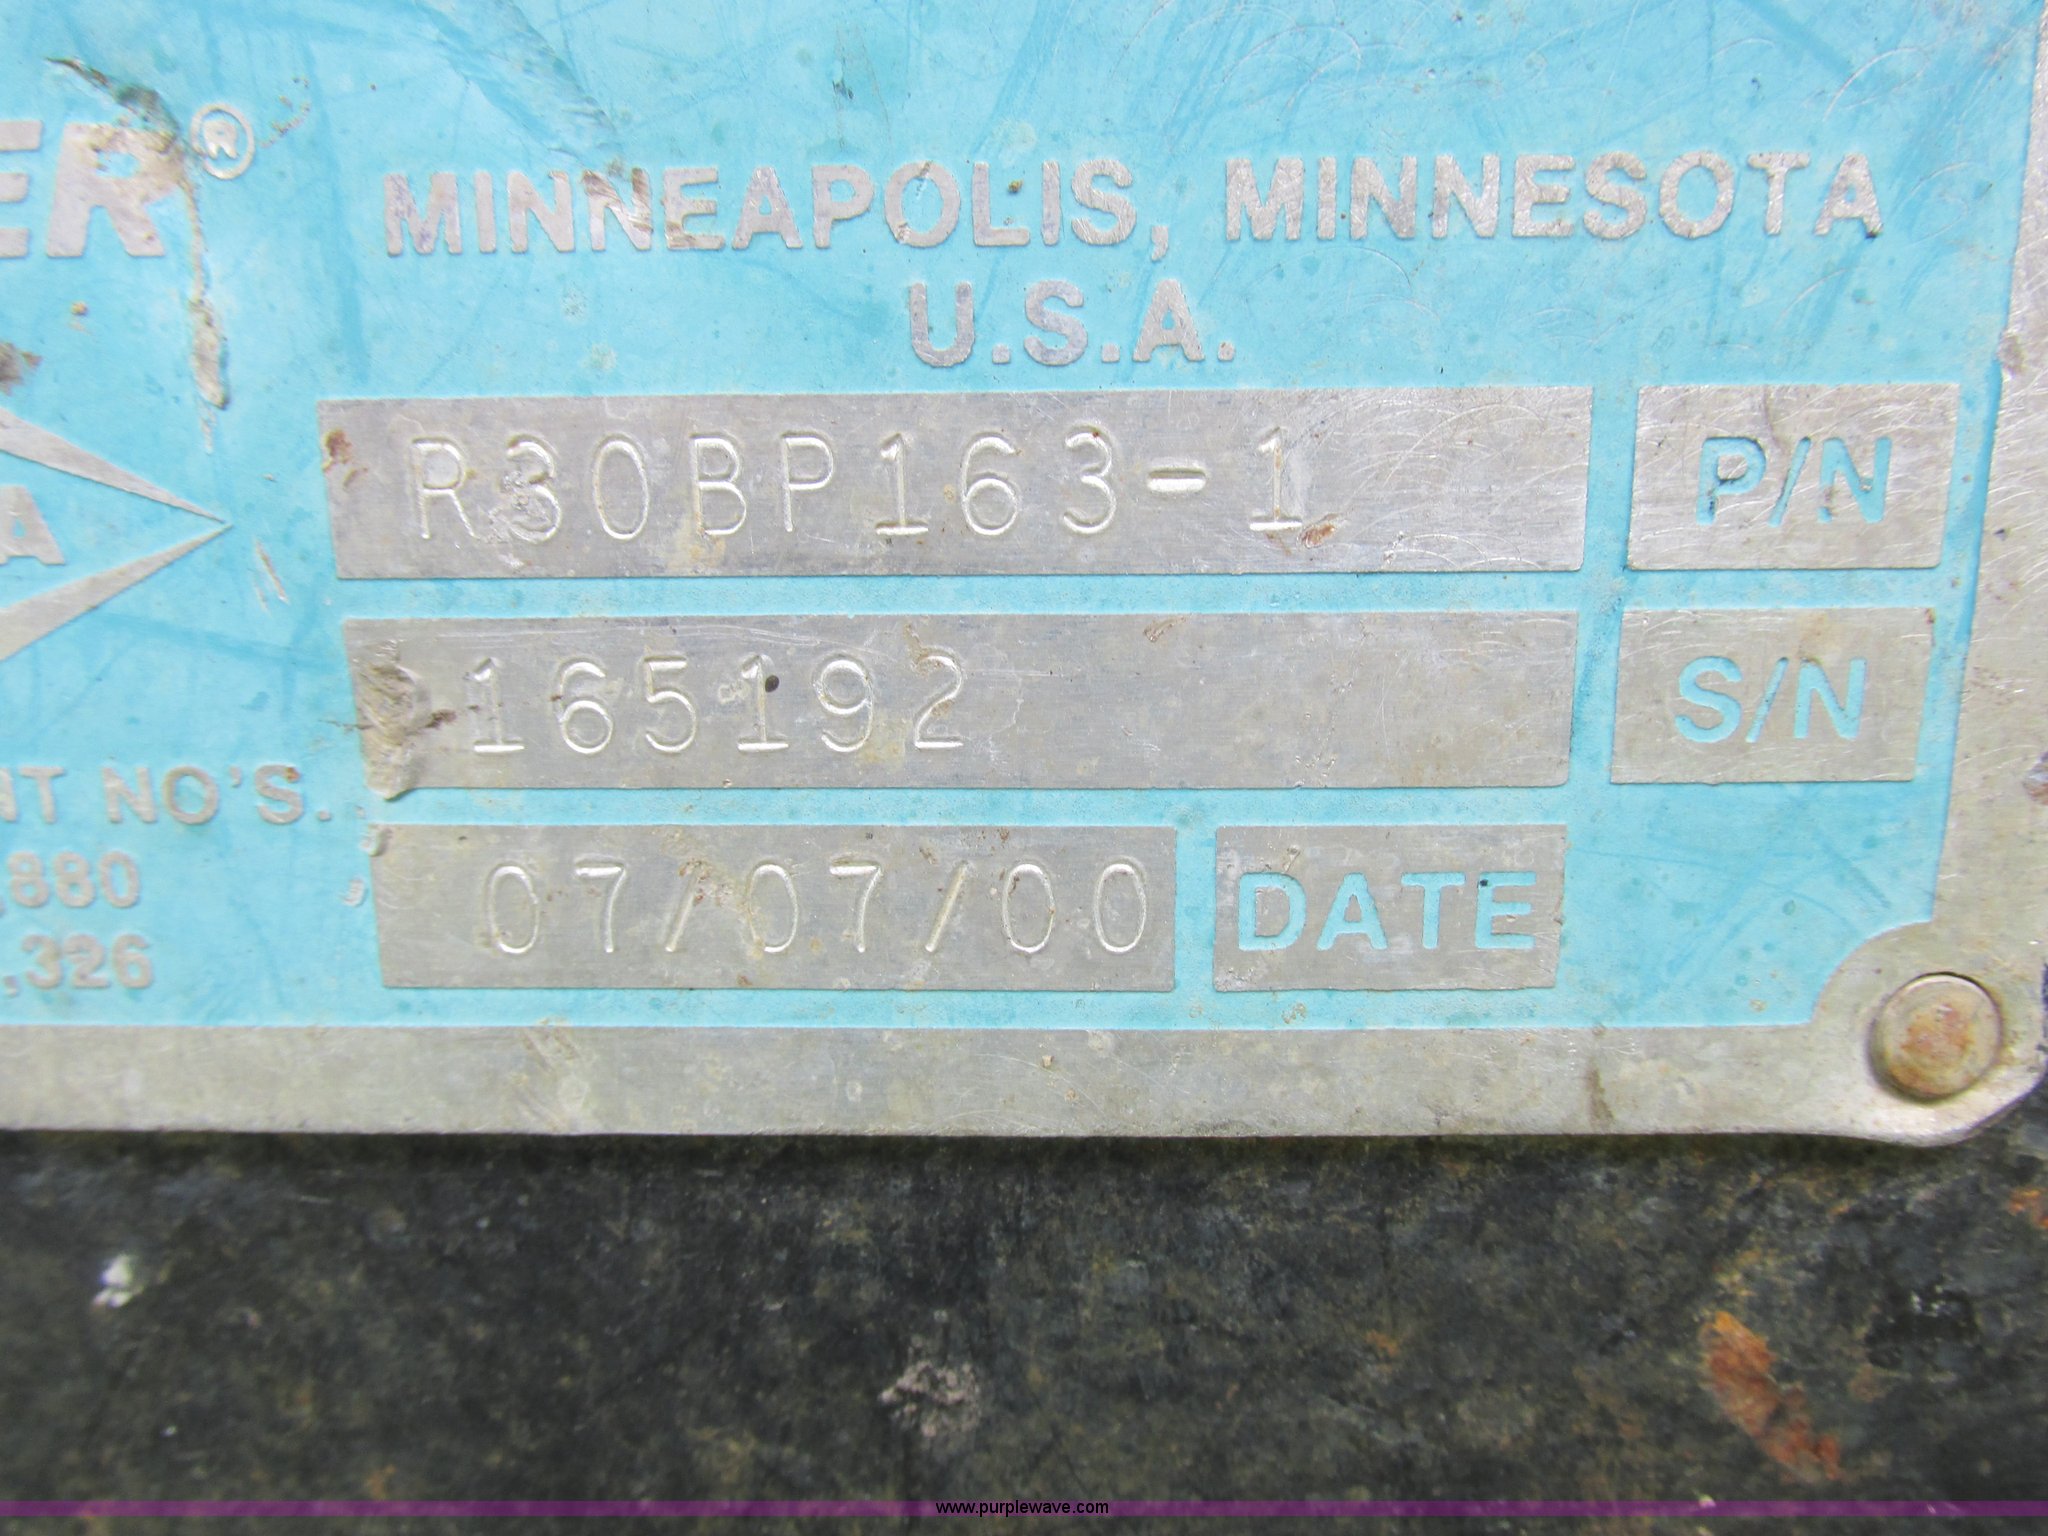 ER®
MINNEAPOLIS, MINNESOTA
U.S.A.
R30BP163-1 P/N
A
165192 S/N
NT NO'S.
07/07/00 DATE
,880
,326
www.purplewave.com